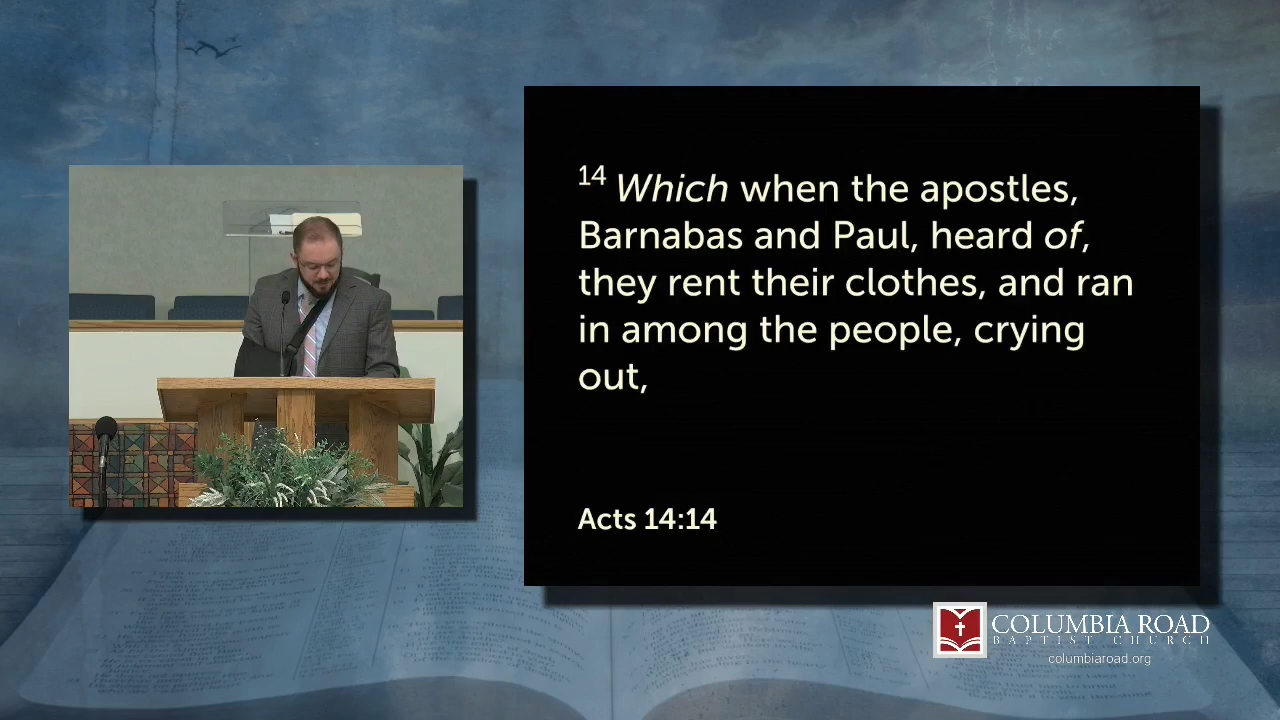 14 Which when the apostles,
Barnabas and Paul, heard of,
they rent their clothes, and ran
in among the people, crying
out,
Acts 14:14
COLUMBIA ROAD
BAPTIST CHURCH
columbiaroad.org